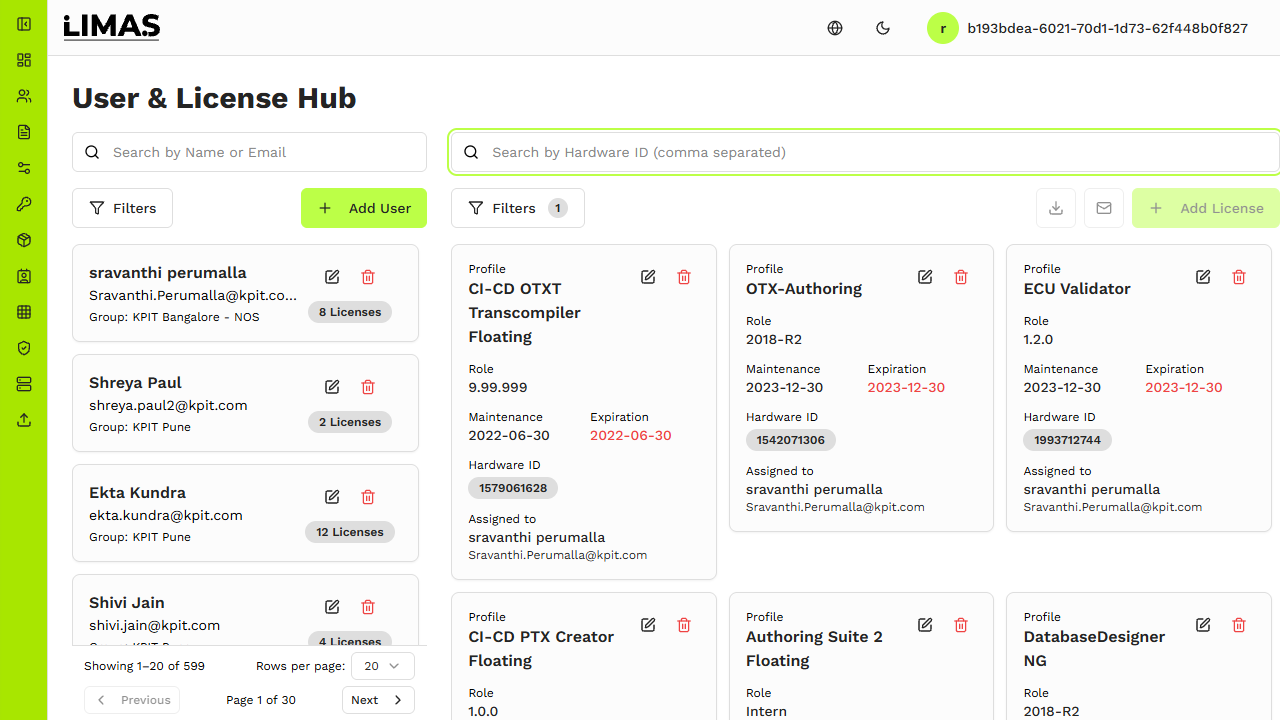 LIMAS
r
b193bdea-6021-70d1-1d73-62f448b0f827
User & License Hub
Search by Name or Email
Search by Hardware ID (comma separated)
Filters
Add User
Filters 1
Add License
sravanthi perumalla
Sravanthi.Perumalla@kpit.co...
Group: KPIT Bangalore - NOS
8 Licenses
Shreya Paul
shreya.paul2@kpit.com
Group: KPIT Pune
2 Licenses
Ekta Kundra
ekta.kundra@kpit.com
Group: KPIT Pune
12 Licenses
Shivi Jain
shivi.jain@kpit.com
4 Licenses
Showing 1–20 of 599
Rows per page: 20
Previous
Page 1 of 30
Next
Profile
CI-CD OTXT
Transcompiler
Floating
Role
9.99.999
Maintenance Expiration
2022-06-30 2022-06-30
Hardware ID
1579061628
Assigned to
sravanthi perumalla
Sravanthi.Perumalla@kpit.com
Profile
OTX-Authoring
Role
2018-R2
Maintenance Expiration
2023-12-30 2023-12-30
Hardware ID
1542071306
Assigned to
sravanthi perumalla
Sravanthi.Perumalla@kpit.com
Profile
ECU Validator
Role
1.2.0
Maintenance Expiration
2023-12-30 2023-12-30
Hardware ID
1993712744
Assigned to
sravanthi perumalla
Sravanthi.Perumalla@kpit.com
Profile
CI-CD PTX Creator
Floating
Role
1.0.0
Profile
Authoring Suite 2
Floating
Role
Intern
Profile
DatabaseDesigner
NG
Role
2018-R2